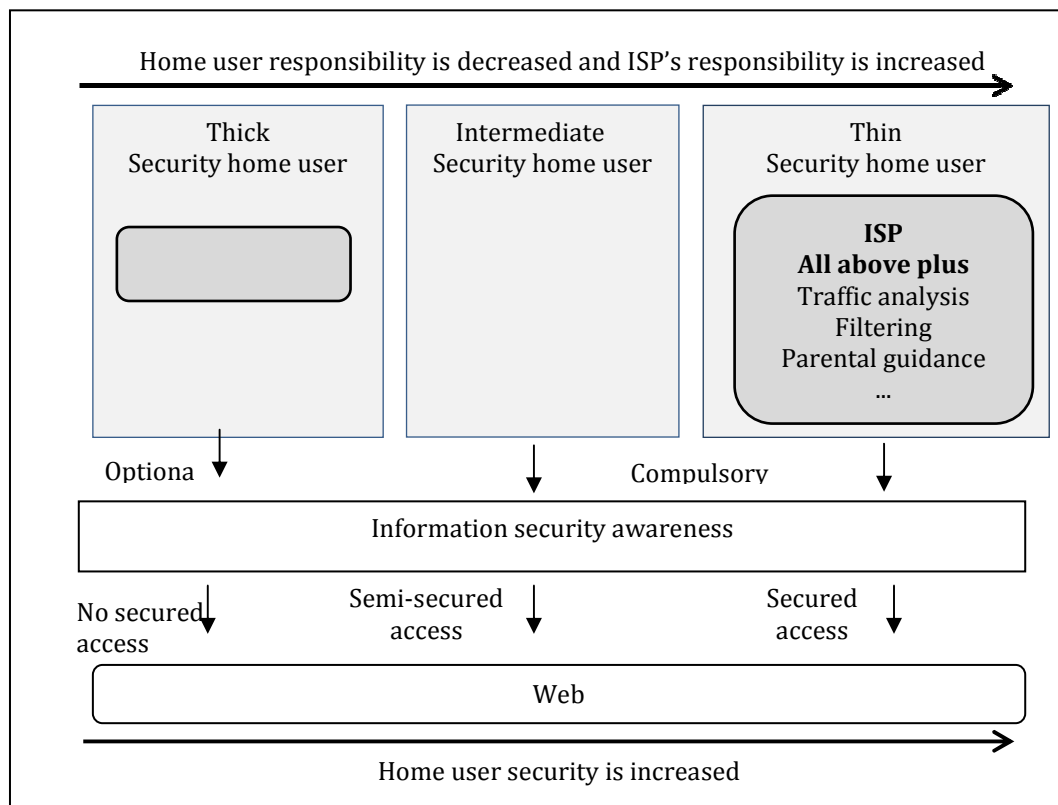 Home user responsibility is decreased and ISP's responsibility is increased
Thick
Security home user
Intermediate
Security home user
Thin
Security home user
ISP
All above plus
Traffic analysis
Filtering
Parental guidance
...
Optiona
Compulsory
Information security awareness
No secured
access
Semi-secured
access
Secured
access
Web
Home user security is increased